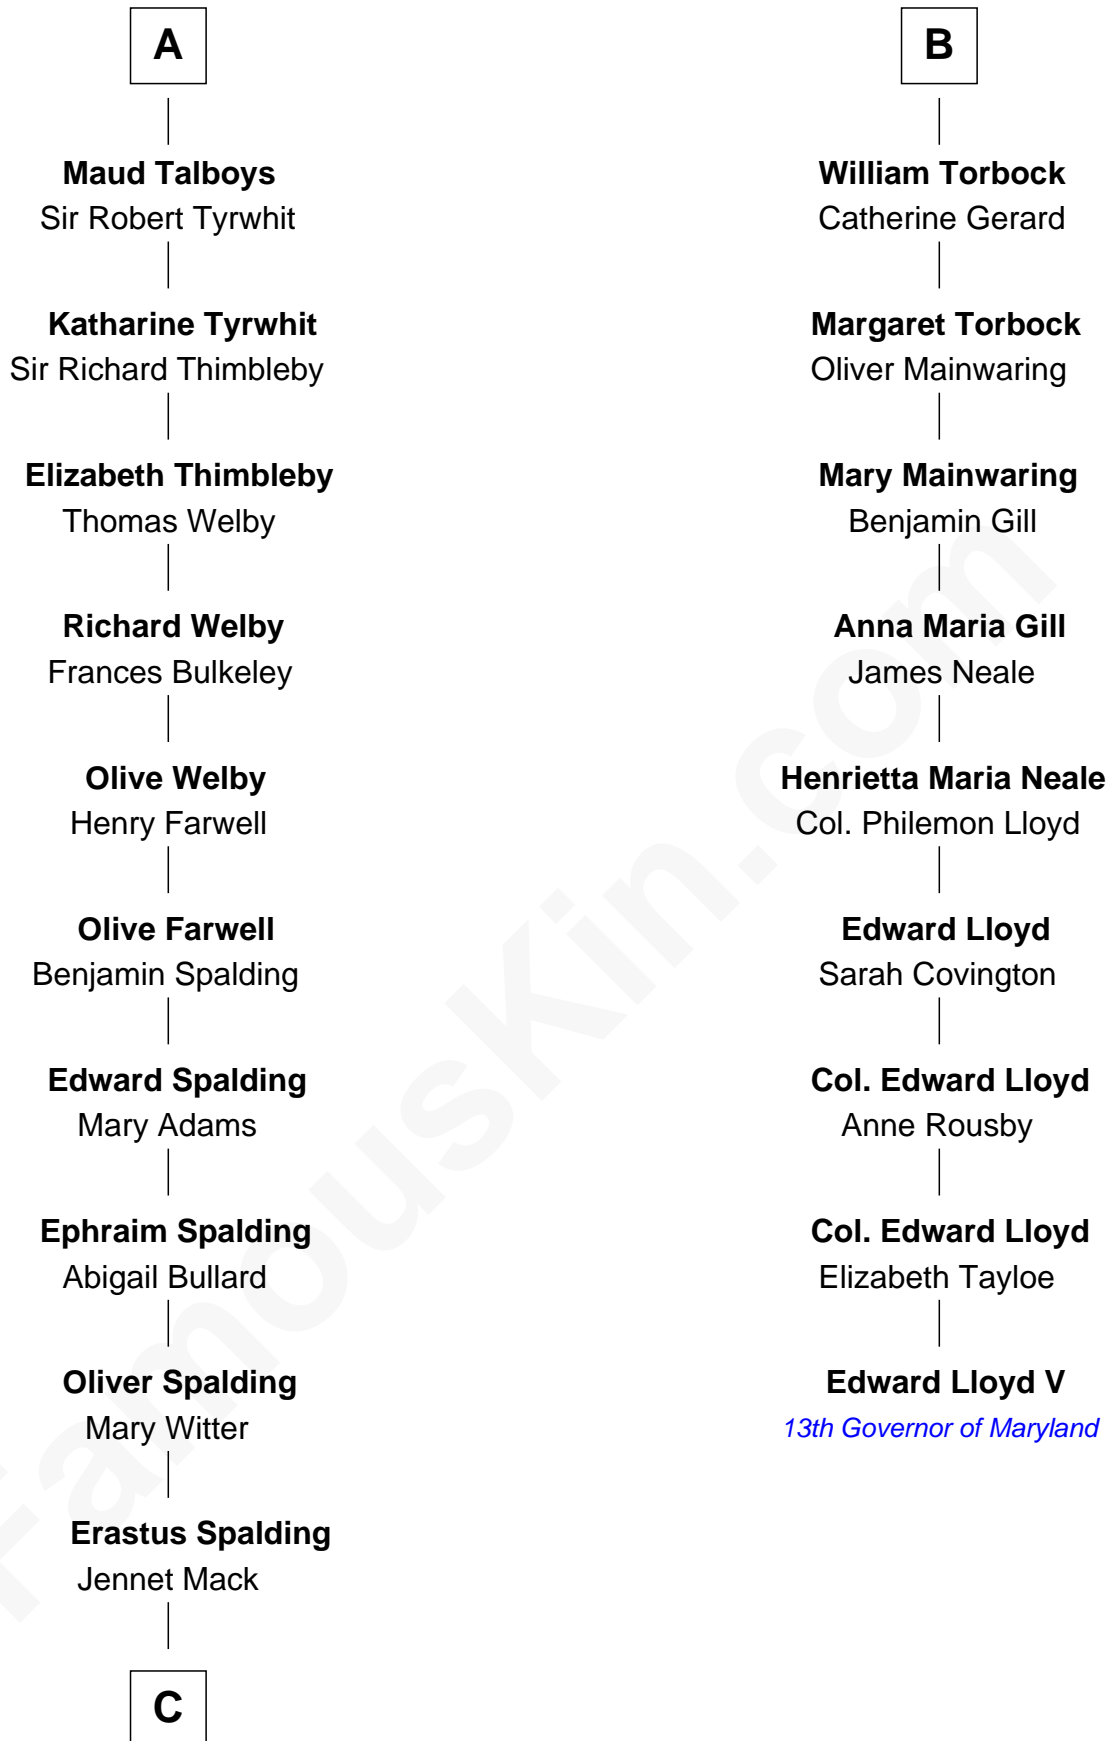 A
Maud Talboys
Sir Robert Tyrwhit
Katharine Tyrwhit
Sir Richard Thimbleby
Elizabeth Thimbleby
Thomas Welby
Richard Welby
Frances Bulkeley
Olive Welby
Henry Farwell
Olive Farwell
Benjamin Spalding
Edward Spalding
Mary Adams
Ephraim Spalding
Abigail Bullard
Oliver Spalding
Mary Witter
Erastus Spalding
Jennet Mack
C
B
William Torbock
Catherine Gerard
Margaret Torbock
Oliver Mainwaring
Mary Mainwaring
Benjamin Gill
Anna Maria Gill
James Neale
Henrietta Maria Neale
Col. Philemon Lloyd
Edward Lloyd
Sarah Covington
Col. Edward Lloyd
Anne Rousby
Col. Edward Lloyd
Elizabeth Tayloe
Edward Lloyd V
13th Governor of Maryland
FamousKin.com